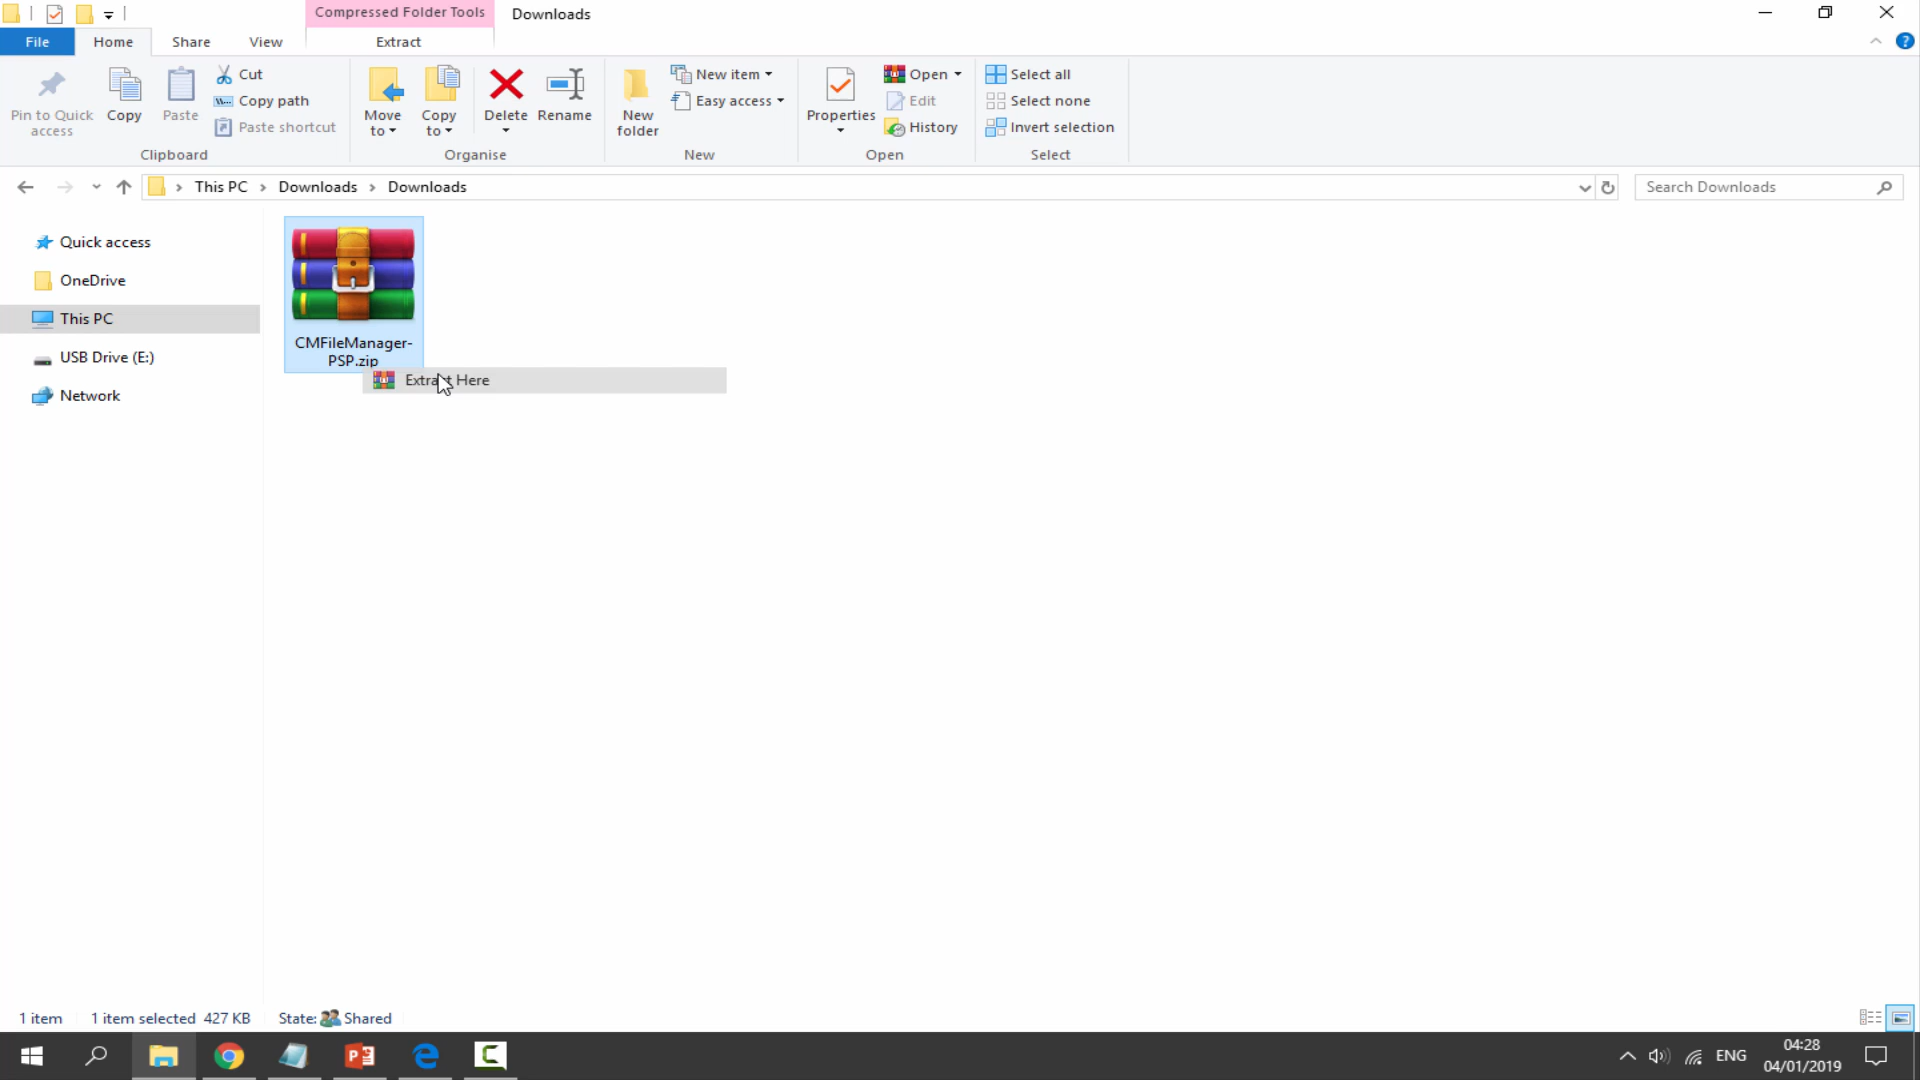 Compressed Folder Tools
Downloads
File
Home
Share
View
Extract
Pin to Quick access
Copy
Paste
Cut
Copy path
Paste shortcut
Clipboard
Move to
Copy to
Delete
Rename
Organise
New folder
New item
Easy access
New
Properties
Open
Edit
History
Open
Select all
Select none
Invert selection
Select
This PC > Downloads > Downloads
Search Downloads
Quick access
OneDrive
This PC
USB Drive (E:)
Network
CMFileManager-
PSP.zip
Extract Here
1 item
1 item selected 427 KB
State: Shared
ENG
04:28
04/01/2019